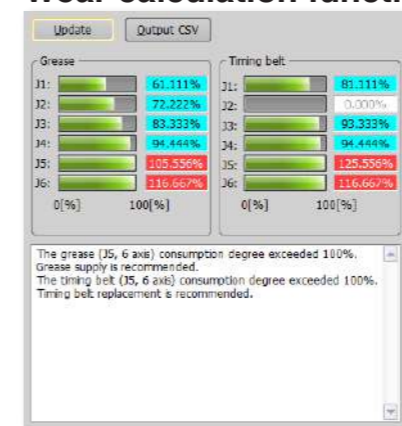 Wear calculation functi
Update Output CSV
Grease Timing belt
J1: 61.111% J1: 81.111%
J2: 72.222% J2: 0.000%
J3: 83.333% J3: 93.333%
J4: 94.444% J4: 94.444%
J5: 105.556% J5: 125.556%
J6: 116.667% J6: 116.667%
0[%] 100[%] 0[%] 100[%]
The grease (J5, 6 axis) consumption degree exceeded 100%.
Grease supply is recommended.
The timing belt (J5, 6 axis) consumption degree exceeded 100%.
Timing belt replacement is recommended.